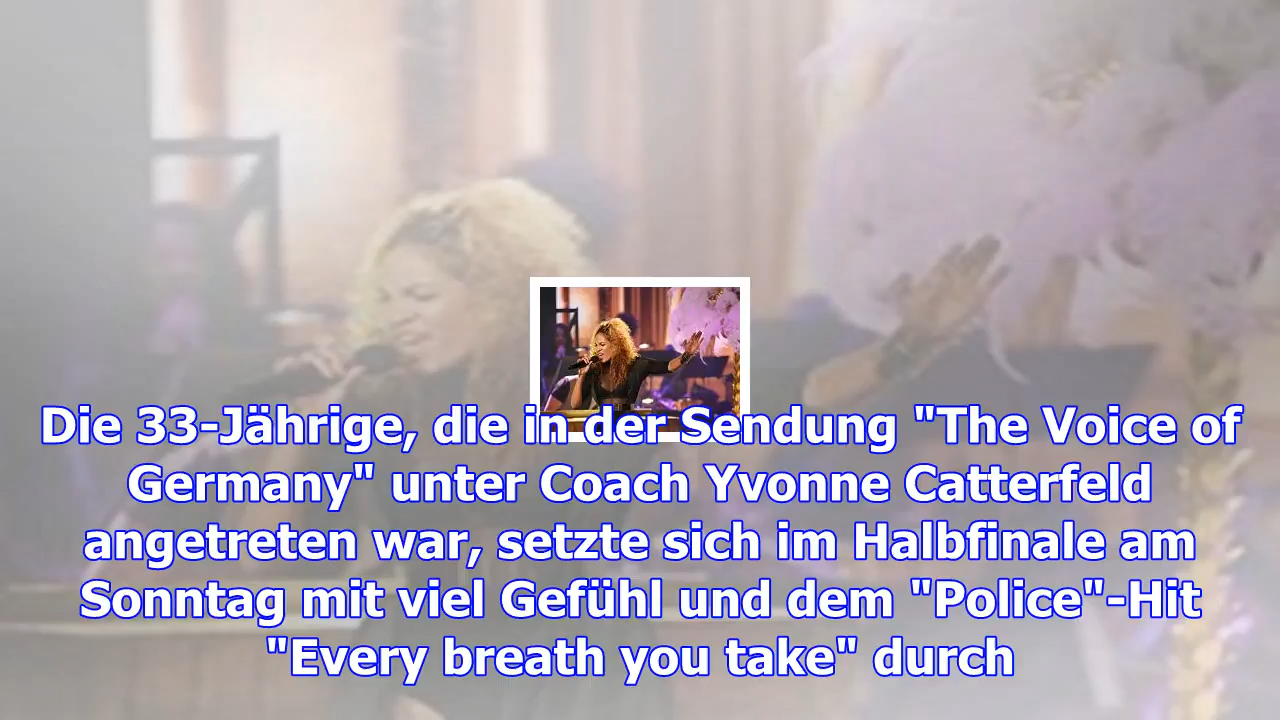 Die 33-Jährige, die in der Sendung "The Voice of
Germany" unter Coach Yvonne Catterfeld
angetreten war, setzte sich im Halbfinale am
Sonntag mit viel Gefühl und dem "Police"-Hit
"Every breath you take" durch